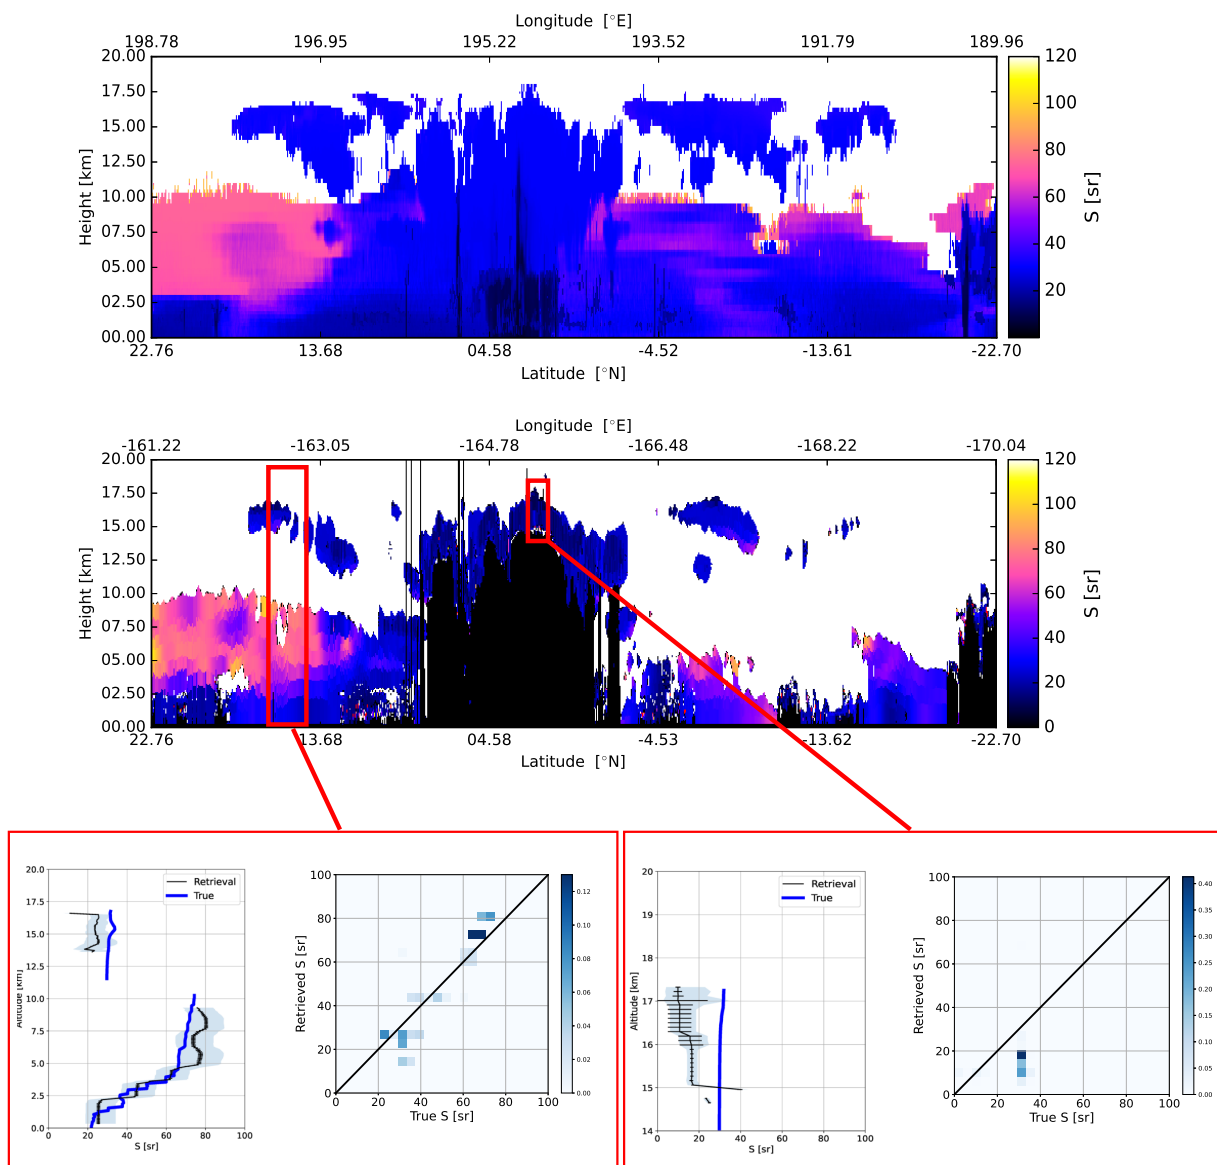 Longitude [°E]
198.78 196.95 195.22 193.52 191.79 189.96
20.00
17.50
15.00
12.50
10.00
07.50
05.00
02.50
00.00
Height [km]
22.76 13.68 04.58 -4.52 -13.61 -22.70
Latitude [°N]
120
100
80
60
40
20
S [sr]
Longitude [°E]
-161.22 -163.05 -164.78 -166.48 -168.22 -170.04
20.00
17.50
15.00
12.50
10.00
07.50
05.00
02.50
00.00
Height [km]
22.76 13.68 04.58 -4.53 -13.62 -22.70
Latitude [°N]
120
100
80
60
40
20
0
S [sr]
20.0
17.5
15.0
12.5
10.0
7.5
5.0
2.5
0.0
Altitude [km]
Retrieval
True
0 20 40 60 80 100
S [sr]
100
80
60
40
20
0
Retrieved S [sr]
0 20 40 60 80 100
True S [sr]
0.12
0.10
0.08
0.06
0.04
0.02
0.00
20
19
18
17
16
15
14
Altitude [km]
Retrieval
True
0 20 40 60 80 100
S [sr]
100
80
60
40
20
0
Retrieved S [sr]
0 20 40 60 80 100
True S [sr]
0.40
0.35
0.30
0.25
0.20
0.15
0.10
0.05
0.00